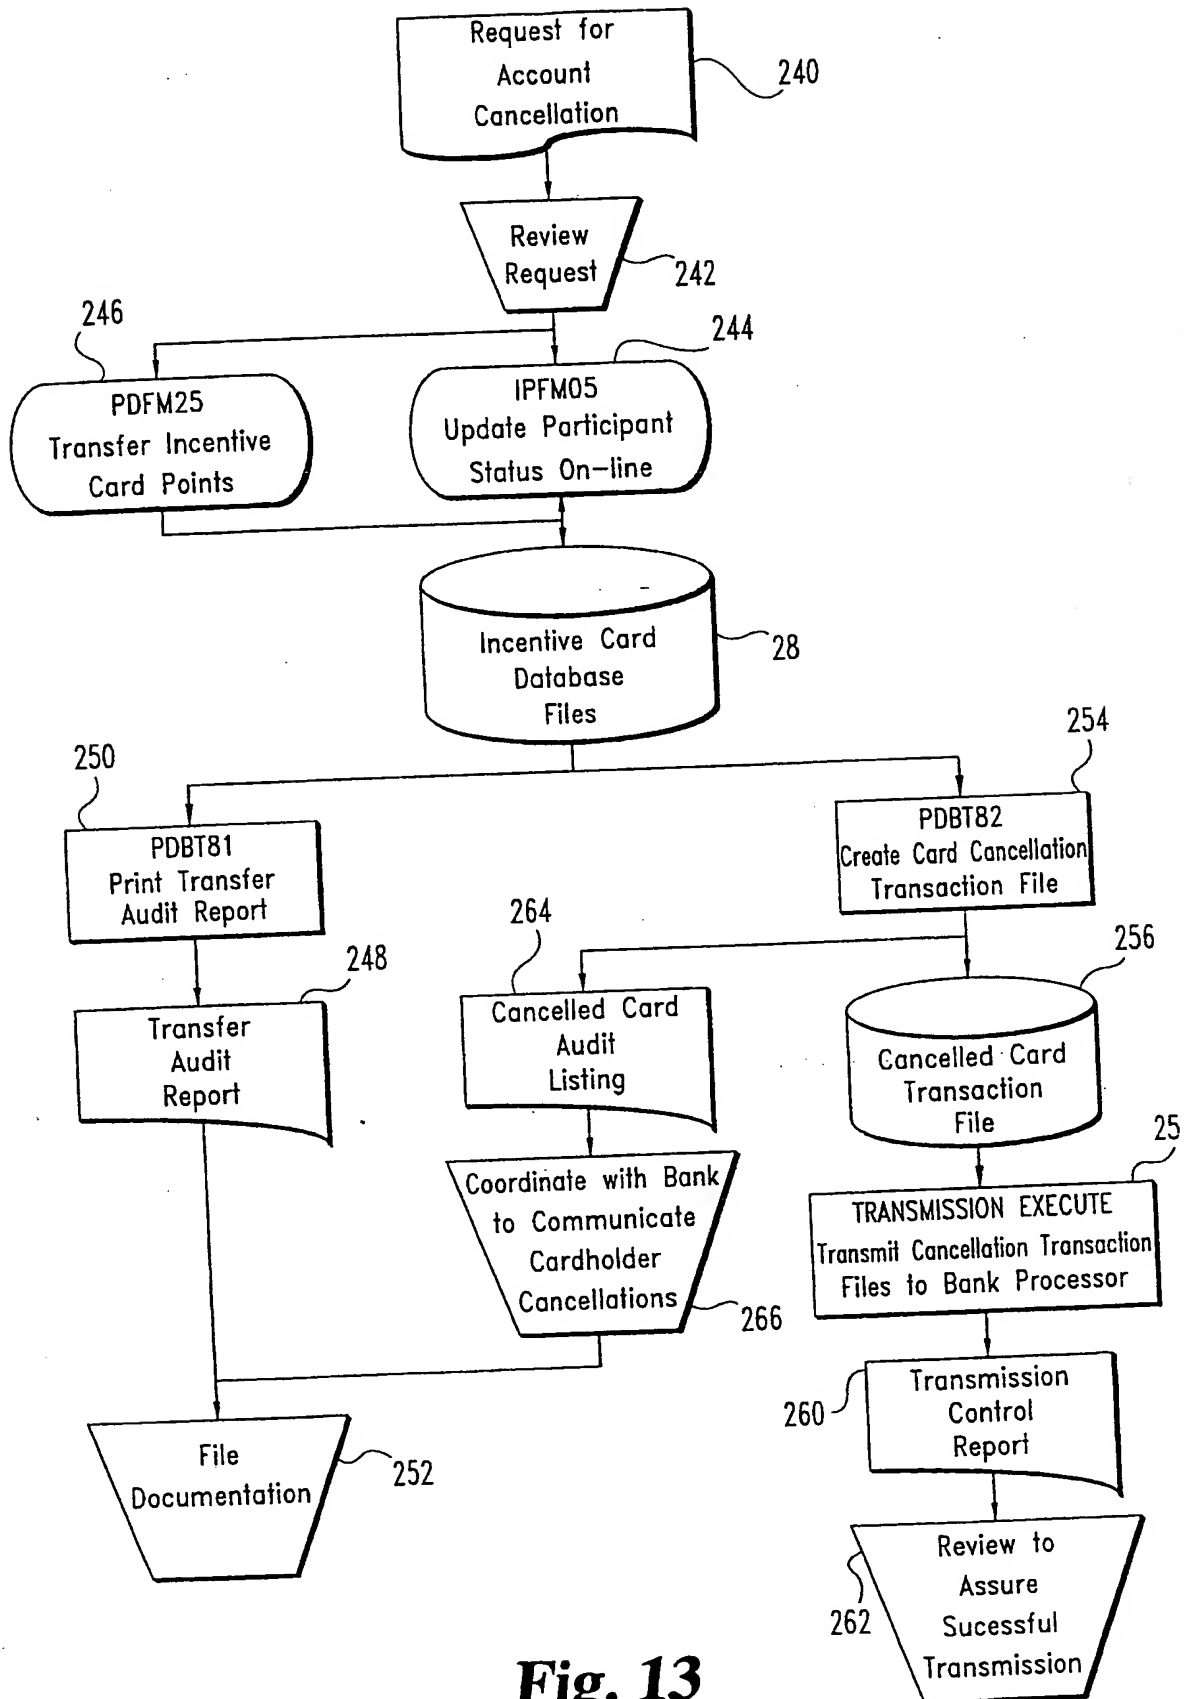 Request for
Account
Cancellation
240
Review
Request
242
246
244
PDFM25
Transfer Incentive
Card Points
IPFM05
Update Participant
Status On-line
Incentive Card
Database
Files
28
250
254
PDBT81
Print Transfer
Audit Report
PDBT82
Create Card Cancellation
Transaction File
264
256
248
Transfer
Audit
Report
Cancelled Card
Audit
Listing
Cancelled Card
Transaction
File
25
Coordinate with Bank
to Communicate
Cardholder
Cancellations
266
TRANSMISSION EXECUTE
Transmit Cancellation Transaction
Files to Bank Processor
260
Transmission
Control
Report
File
Documentation
252
262
Review to
Assure
Sucessful
Transmission
Fig. 13